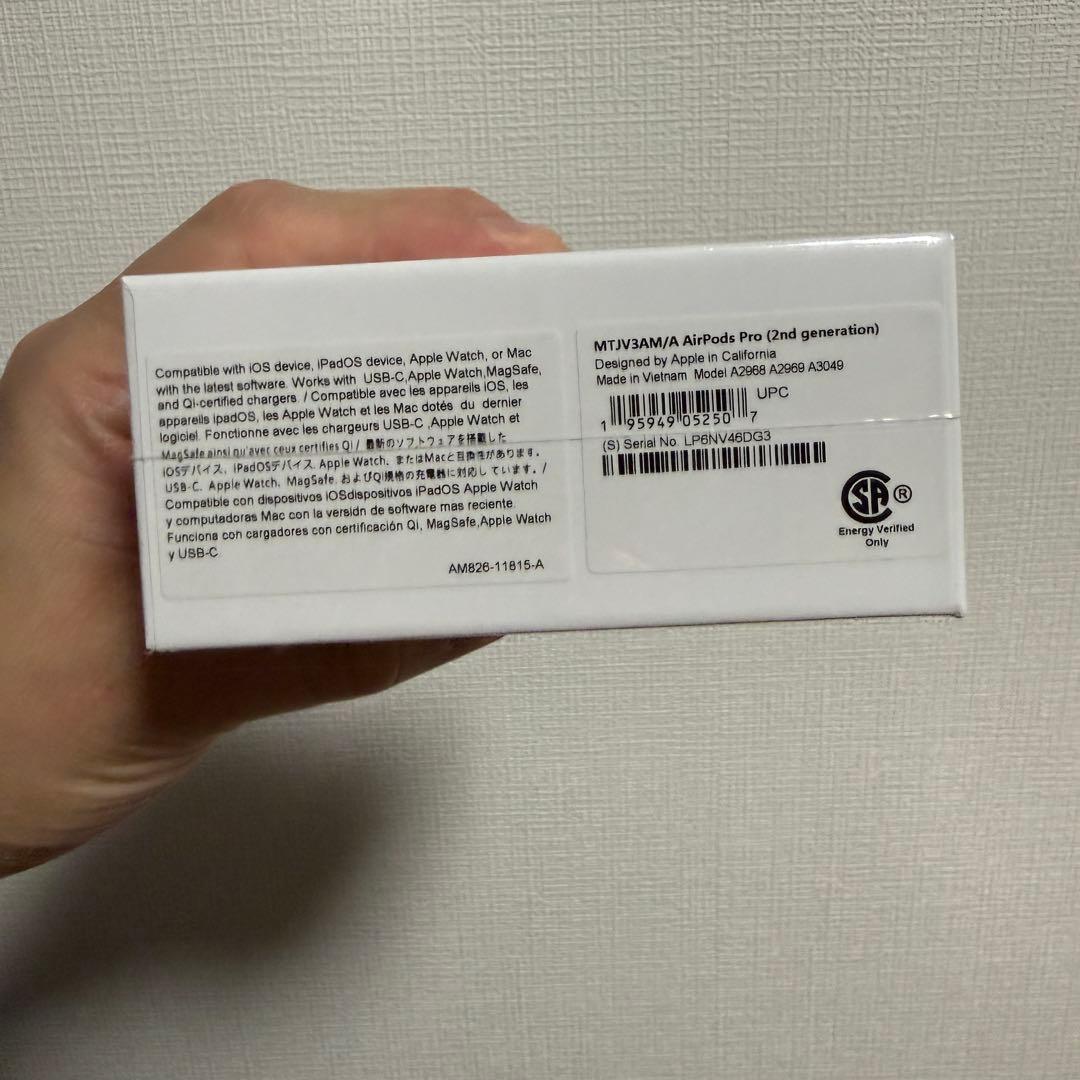 Compatible with iOS device, iPadOS device, Apple Watch, or Mac
with the latest software. Works with USB-C,Apple Watch,MagSafe,
and Qi-certified chargers. / Compatible avec les appareils iOS, les
appareils ipadOS, les Apple Watch et les Mac dotés du dernier
logiciel. Fonctionne avec les chargeurs USB-C ,Apple Watch et
MagSafe ainsi qu'avec ceux certifies Qi / 最新のソフトウェアを搭載した
iOSデバイス, iPadOSデバイス. Apple Watch、またはMacと互換性があります。
USB-C. Apple Watch、MagSafe. およびQi規格の充電器に対応しています。/
Compatible con dispositivos iOSdispositivos iPadOS Apple Watch
y computadoras Mac con la versión de software mas reciente.
Funciona con cargadores con certificación Qi, MagSafe,Apple Watch
y USB-C
AM826-11815-A
MTJV3AM/A AirPods Pro (2nd generation)
Designed by Apple in California
Made in Vietnam Model A2968 A2969 A3049
UPC
1 95949 05250 7
(S) Serial No. LP6NV46DG3
SA ®
Energy Verified
Only